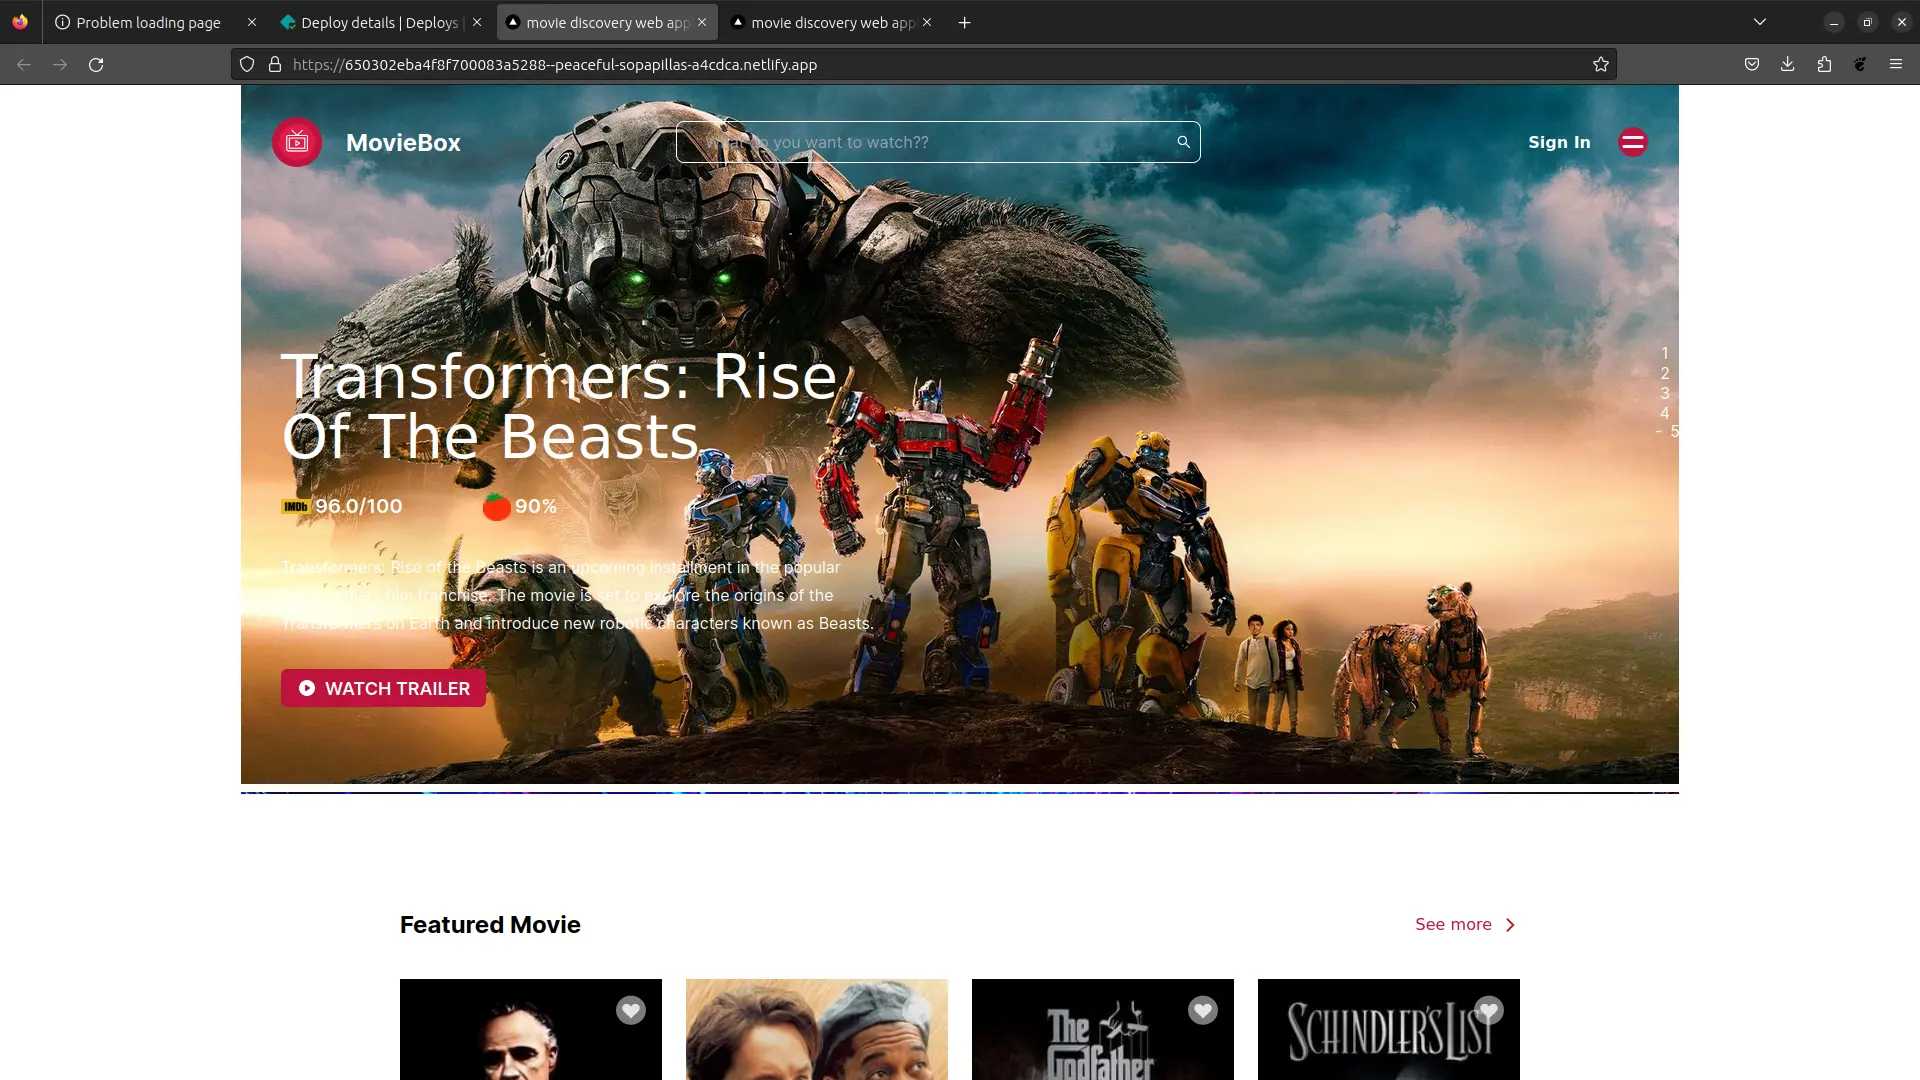 Problem loading page
Deploy details | Deploys
movie discovery web app
movie discovery web app
https://650302eba4f8f700083a5288--peaceful-sopapillas-a4cdca.netlify.app
MovieBox
What do you want to watch??
Sign In
Transformers: Rise
Of The Beasts
1
2
3
4
- 5
IMDb 96.0/100
90%
Transformers: Rise of the Beasts is an upcoming installment in the popular
Transformers film franchise. The movie is set to explore the origins of the
Transformers on Earth and introduce new robotic characters known as Beasts.
WATCH TRAILER
Featured Movie
See more
The
Godfather
SCHINDLER'S LIST